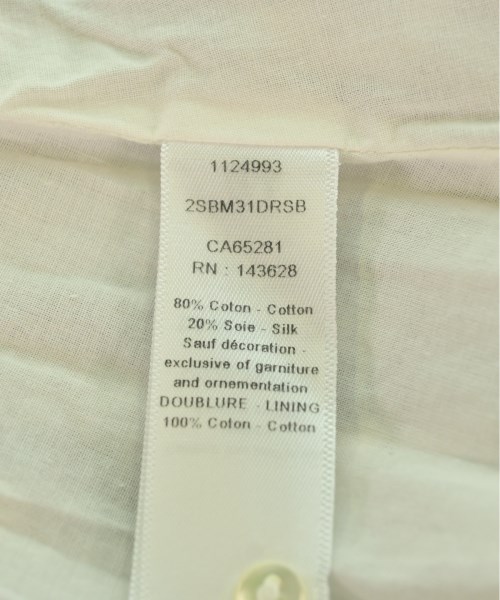 1124993
2SBM31DRSB
CA65281
RN : 143628
80% Coton - Cotton
20% Soie - Silk
Sauf décoration -
exclusive of garniture
and ornementation
DOUBLURE - LINING
100% Coton - Cotton